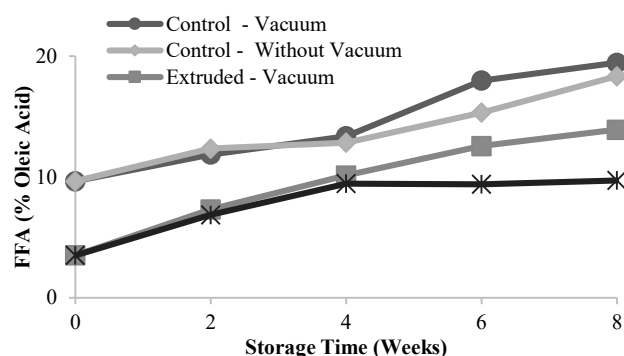 Control - Vacuum
Control - Without Vacuum
Extruded - Vacuum
20
10
0
FFA (% Oleic Acid)
0 2 4 6 8
Storage Time (Weeks)